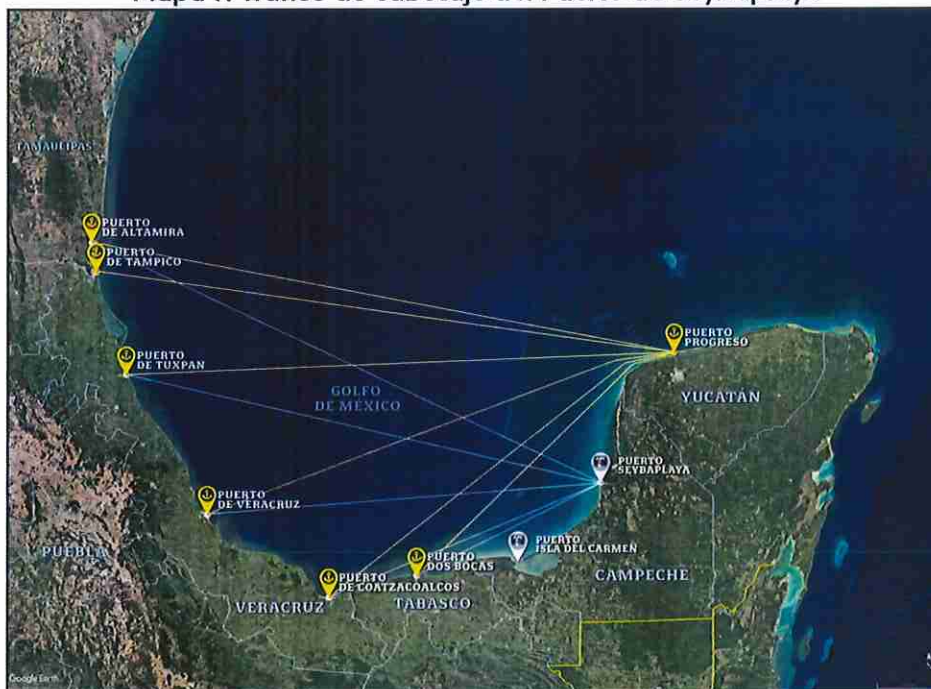 TAMAULIPAS
PUERTO
DE ALTAMIRA
PUERTO
DE TAMPICO
PUERTO
DE TUXPAN
GOLFO
DE MÉXICO
PUERTO
PROGRESO
YUCATÁN
PUERTO
SEYBAPLAYA
PUERTO
DE VERACRUZ
PUEBLA
PUERTO
ISLA DEL CARMEN
PUERTO
DOS BOCAS
CAMPECHE
PUERTO
DE COATZACOALCOS
VERACRUZ
TABASCO
Google Earth